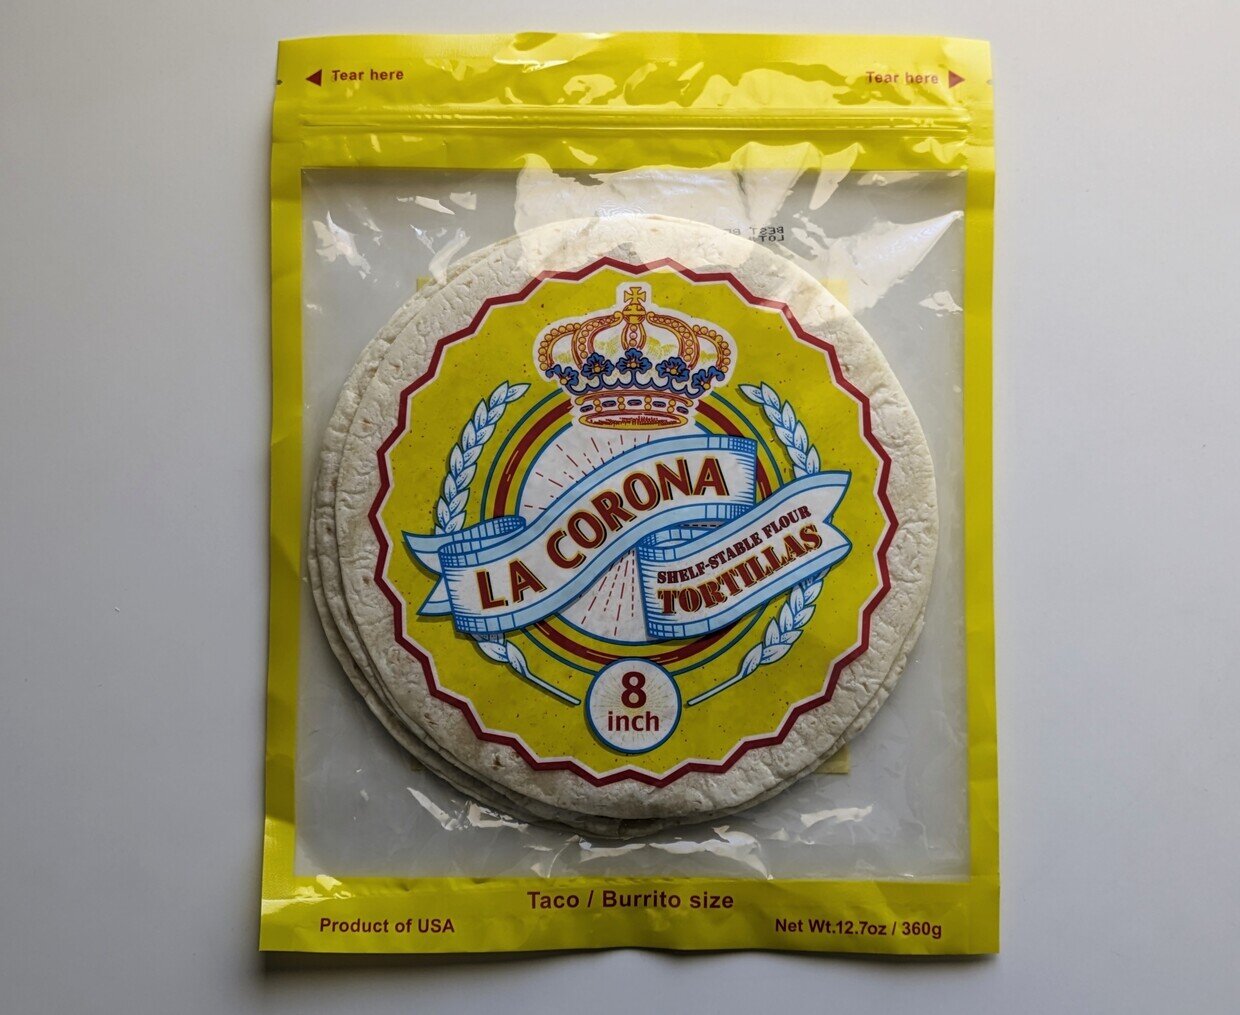 Tear here
Tear here
LA CORONA
SHELF-STABLE FLOUR
TORTILLAS
8
inch
Taco / Burrito size
Product of USA
Net Wt.12.7oz / 360g